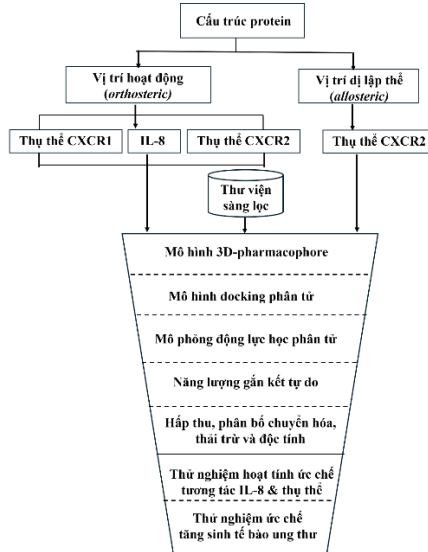 Cấu trúc protein
Vị trí hoạt động
(orthosteric)
Vị trí dị lập thể
(allosteric)
Thụ thể CXCR1
IL-8
Thụ thể CXCR2
Thụ thể CXCR2
Thư viện
sàng lọc
Mô hình 3D-pharmacophore
Mô hình docking phân tử
Mô phỏng động lực học phân tử
Năng lượng gắn kết tự do
Hấp thu, phân bố chuyển hóa,
thải trừ và độc tính
Thử nghiệm hoạt tính ức chế
tương tác IL-8 & thụ thể
Thử nghiệm ức chế
tăng sinh tế bào ung thư